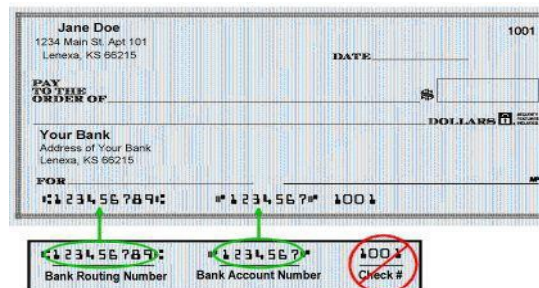 Jane Doe
1001
1234 Main St. Apt 101
Lenexa, KS 66215
DATE
PAY
TO THE
ORDER OF
$
DOLLARS
Your Bank
Address of Your Bank
Lenexa, KS 66215
FOR
⑆123456789⑆ ⑈1234567⑈ 1001
⑆123456789⑆ ⑈1234567⑈ 1001
Bank Routing Number Bank Account Number Check #